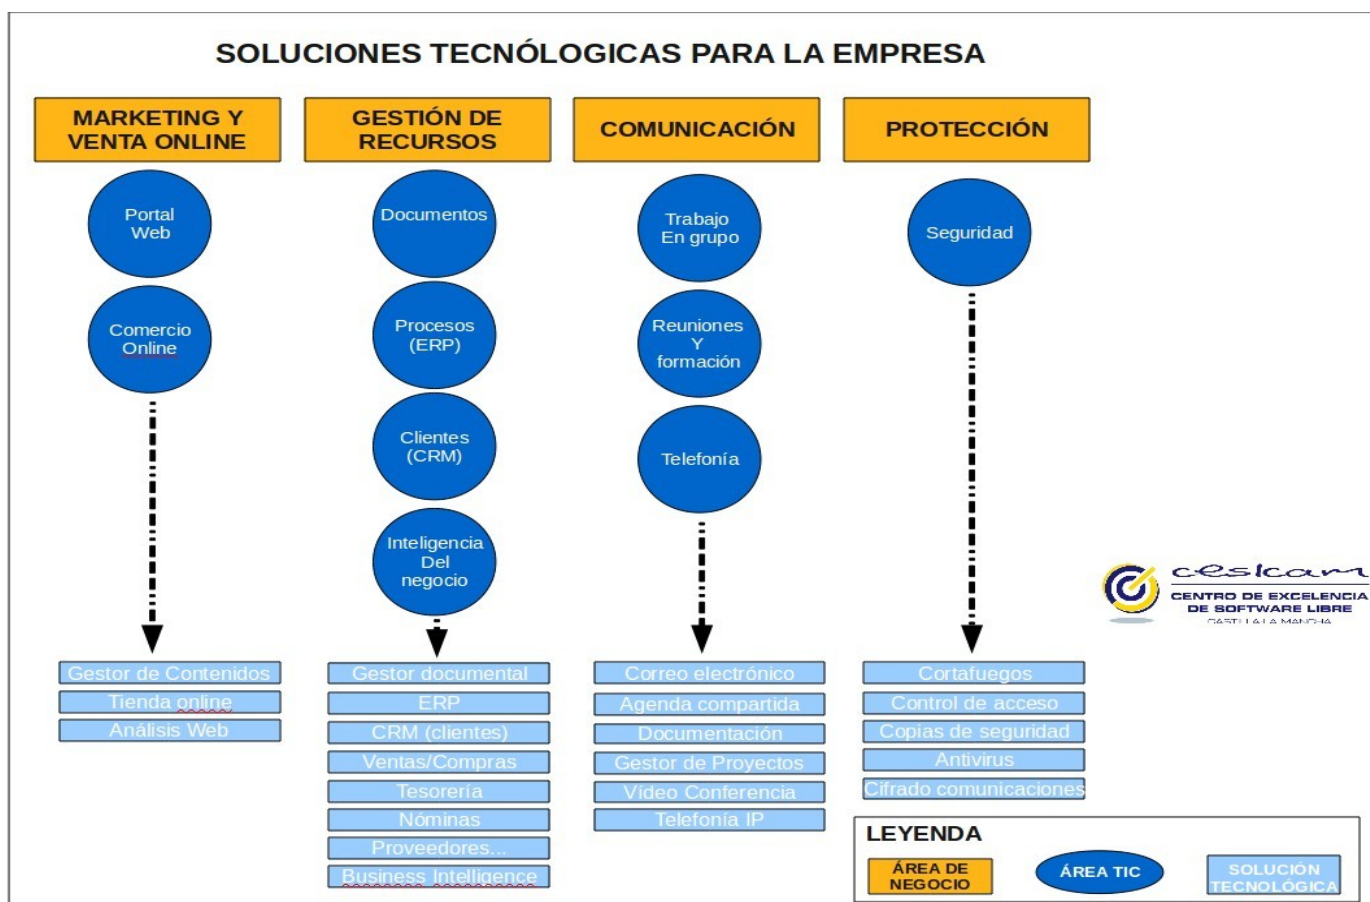 SOLUCIONES TECNÓLOGICAS PARA LA EMPRESA
MARKETING Y
VENTA ONLINE
Portal
Web
Comercio
Online
Gestor de Contenidos
Tienda online
Análisis Web
GESTIÓN DE
RECURSOS
Documentos
Procesos
(ERP)
Clientes
(CRM)
Inteligencia
Del
negocio
Gestor documental
ERP
CRM (clientes)
Ventas/Compras
Tesorería
Nóminas
Proveedores...
Business Intelligence
COMUNICACIÓN
Trabajo
En grupo
Reuniones
Y
formación
Telefonía
Correo electrónico
Agenda compartida
Documentación
Gestor de Proyectos
Vídeo Conferencia
Telefonía IP
PROTECCIÓN
Seguridad
Cortafuegos
Control de acceso
Copias de seguridad
Antivirus
Cifrado comunicaciones
ceslcam
CENTRO DE EXCELENCIA
DE SOFTWARE LIBRE
CASTILLA LA MANCHA
LEYENDA
ÁREA DE
NEGOCIO
ÁREA TIC
SOLUCIÓN
TECNOLÓGICA